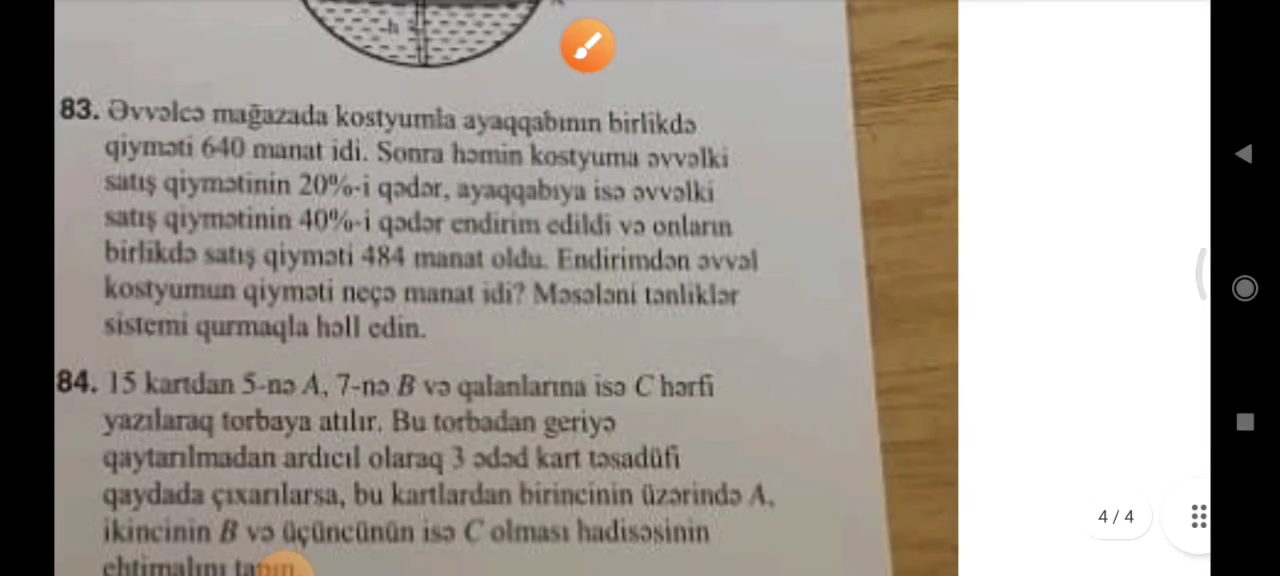 h
83. Əvvəlcə mağazada kostyumla ayaqqabının birlikdə
qiyməti 640 manat idi. Sonra həmin kostyuma əvvəlki
satış qiymətinin 20%-i qədər, ayaqqabıya isə əvvəlki
satış qiymətinin 40%-i qədər endirim edildi və onların
birlikdə satış qiyməti 484 manat oldu. Endirimdən əvvəl
kostyumun qiyməti neçə manat idi? Məsələni tənliklər
sistemi qurmaqla həll edin.
84. 15 kartdan 5-nə A, 7-nə B və qalanlarına isə C hərfi
yazılaraq torbaya atılır. Bu torbadan geriyə
qaytarılmadan ardıcıl olaraq 3 ədəd kart təsadüfi
qaydada çıxarılarsa, bu kartlardan birincinin üzərində A,
ikincinin B və üçüncünün isə C olması hadisəsinin
ehtimalını tapın.
4 / 4